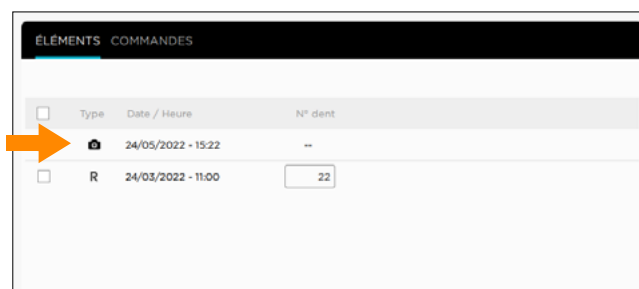 ÉLÉMENTS COMMANDES
Type Date / Heure N° dent
24/05/2022 - 15:22 --
R 24/03/2022 - 11:00 22